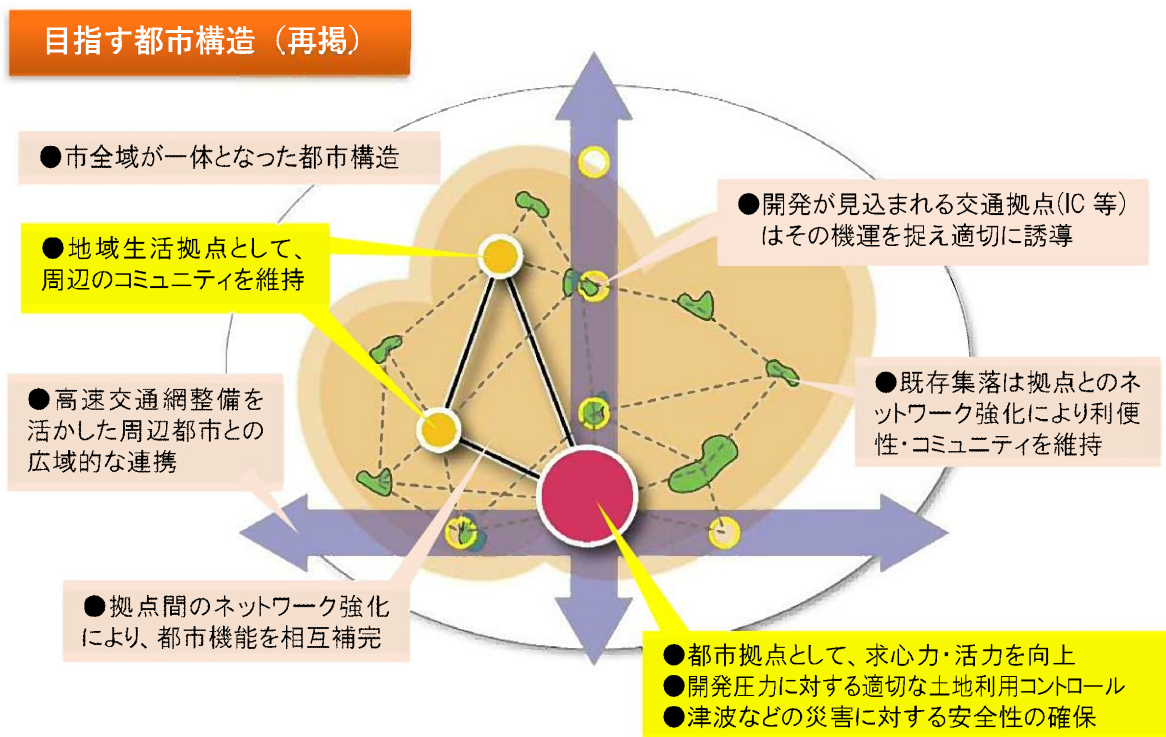 目指す都市構造（再掲）
●市全域が一体となった都市構造
●開発が見込まれる交通拠点(IC 等)
はその機運を捉え適切に誘導
●地域生活拠点として、
周辺のコミュニティを維持
●高速交通網整備を
活かした周辺都市との
広域的な連携
●既存集落は拠点とのネ
ットワーク強化により利便
性・コミュニティを維持
●拠点間のネットワーク強化
により、都市機能を相互補完
●都市拠点として、求心力・活力を向上
●開発圧力に対する適切な土地利用コントロール
●津波などの災害に対する安全性の確保